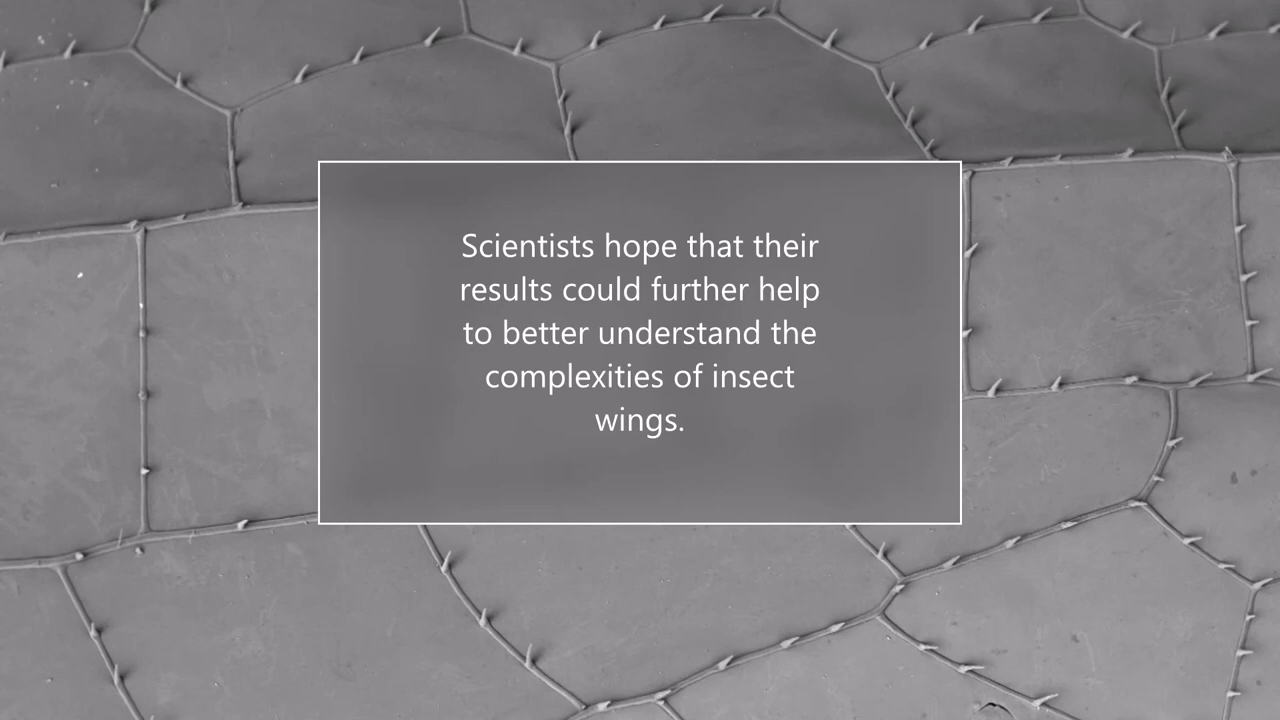 Scientists hope that their
results could further help
to better understand the
complexities of insect
wings.